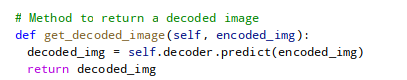 # Method to return a decoded image
def get_decoded_image(self, encoded_img):
  decoded_img = self.decoder.predict(encoded_img)
  return decoded_img